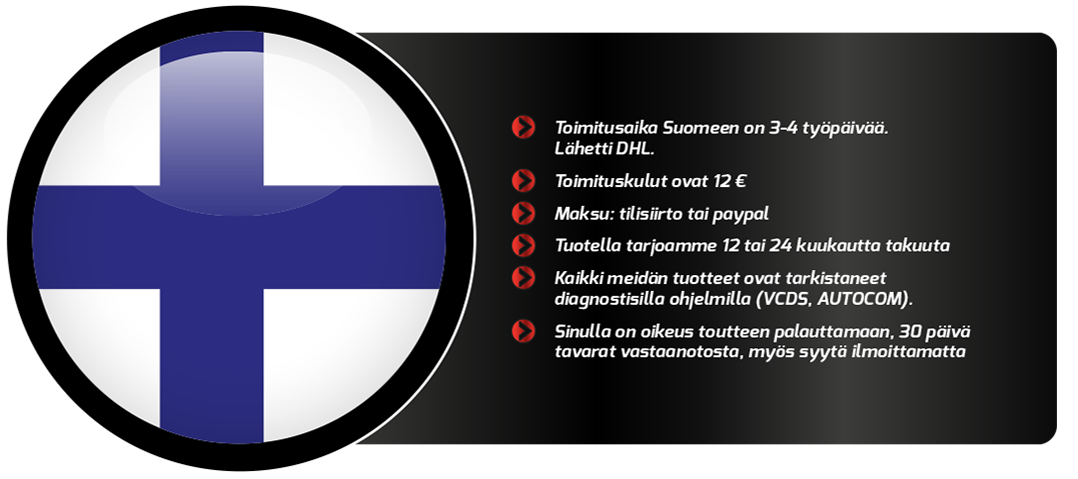 Toimitusaika Suomeen on 3-4 työpäivää.
Lähetti DHL.
Toimituskulut ovat 12 €
Maksu: tilisiirto tai paypal
Tuotella tarjoamme 12 tai 24 kuukautta takuuta
Kaikki meidän tuotteet ovat tarkistaneet
diagnostisilla ohjelmilla (VCDS, AUTOCOM).
Sinulla on oikeus toutteen palauttamaan, 30 päivä
tavarat vastaanotosta, myös syytä ilmoittamatta